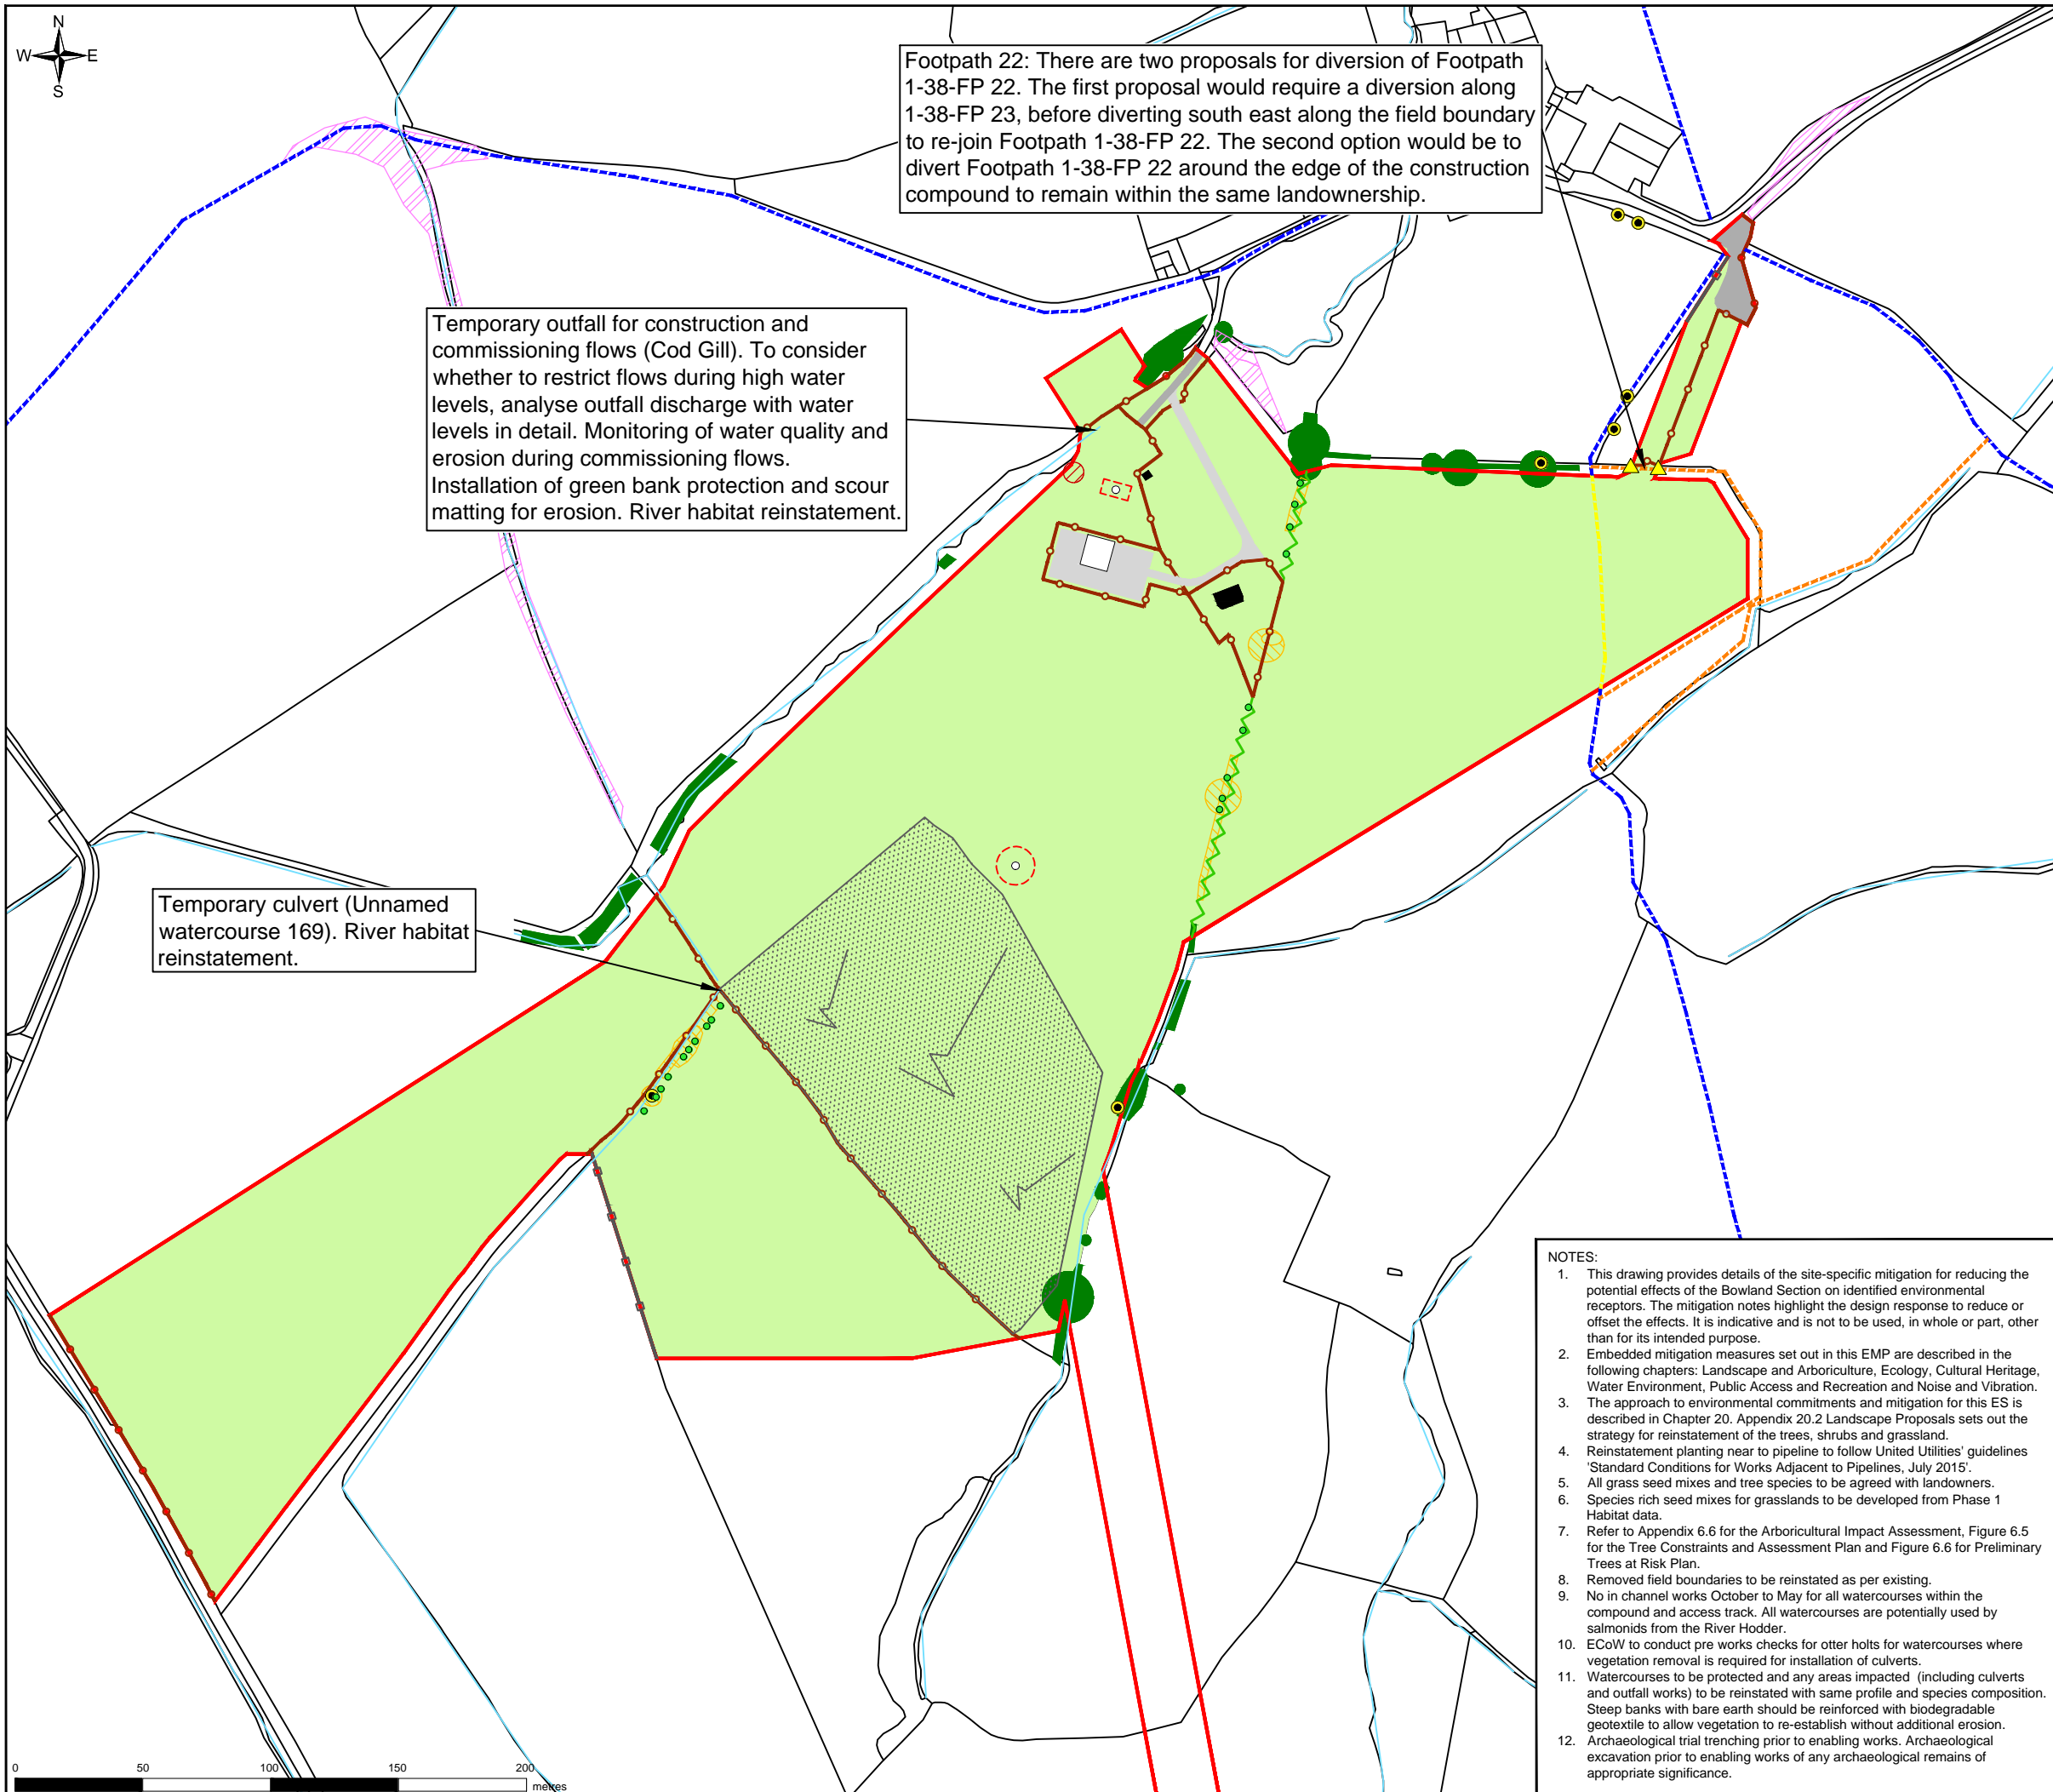 N
W E
S
Footpath 22: There are two proposals for diversion of Footpath
1-38-FP 22. The first proposal would require a diversion along
1-38-FP 23, before diverting south east along the field boundary
to re-join Footpath 1-38-FP 22. The second option would be to
divert Footpath 1-38-FP 22 around the edge of the construction
compound to remain within the same landownership.
Temporary outfall for construction and
commissioning flows (Cod Gill). To consider
whether to restrict flows during high water
levels, analyse outfall discharge with water
levels in detail. Monitoring of water quality and
erosion during commissioning flows.
Installation of green bank protection and scour
matting for erosion. River habitat reinstatement.
Temporary culvert (Unnamed
watercourse 169). River habitat
reinstatement.
NOTES:
1. This drawing provides details of the site-specific mitigation for reducing the
potential effects of the Bowland Section on identified environmental
receptors. The mitigation notes highlight the design response to reduce or
offset the effects. It is indicative and is not to be used, in whole or part, other
than for its intended purpose.
2. Embedded mitigation measures set out in this EMP are described in the
following chapters: Landscape and Arboriculture, Ecology, Cultural Heritage,
Water Environment, Public Access and Recreation and Noise and Vibration.
3. The approach to environmental commitments and mitigation for this ES is
described in Chapter 20. Appendix 20.2 Landscape Proposals sets out the
strategy for reinstatement of the trees, shrubs and grassland.
4. Reinstatement planting near to pipeline to follow United Utilities' guidelines
'Standard Conditions for Works Adjacent to Pipelines, July 2015'.
5. All grass seed mixes and tree species to be agreed with landowners.
6. Species rich seed mixes for grasslands to be developed from Phase 1
Habitat data.
7. Refer to Appendix 6.6 for the Arboricultural Impact Assessment, Figure 6.5
for the Tree Constraints and Assessment Plan and Figure 6.6 for Preliminary
Trees at Risk Plan.
8. Removed field boundaries to be reinstated as per existing.
9. No in channel works October to May for all watercourses within the
compound and access track. All watercourses are potentially used by
salmonids from the River Hodder.
10. ECoW to conduct pre works checks for otter holts for watercourses where
vegetation removal is required for installation of culverts.
11. Watercourses to be protected and any areas impacted (including culverts
and outfall works) to be reinstated with same profile and species composition.
Steep banks with bare earth should be reinforced with biodegradable
geotextile to allow vegetation to re-establish without additional erosion.
12. Archaeological trial trenching prior to enabling works. Archaeological
excavation prior to enabling works of any archaeological remains of
appropriate significance.
0 50 100 150 200
metres